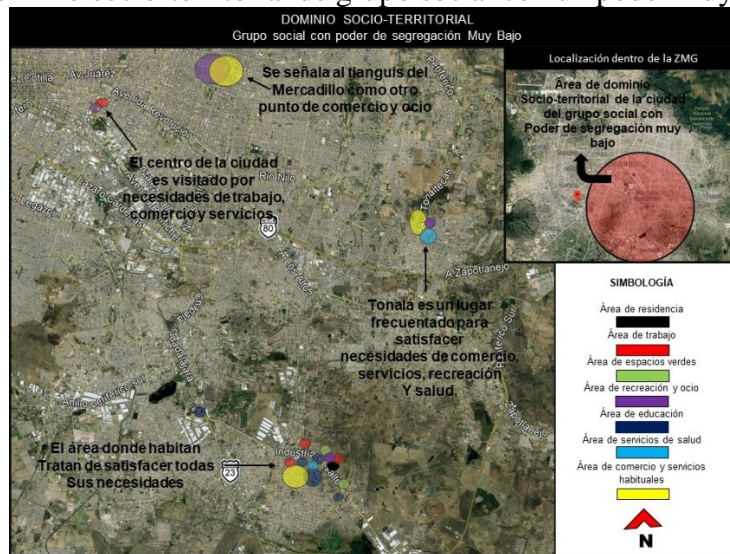 DOMINIO SOCIO-TERRITORIAL
Grupo social con poder de segregación Muy Bajo
Localización dentro de la ZMG
Área de dominio
Socio-territorial de la ciudad
del grupo social con
Poder de segregación muy
bajo
Av Juárez
Periférico
Se señala al tianguis del
Mercadillo como otro
punto de comercio y ocio
Revolución
El centro de la ciudad
es visitado por
necesidades de trabajo,
comercio y servicios.
Río Nilo
Tonaltecas
80
A Zapotlanejo
Tonalá es un lugar
frecuentado para
satisfacer
necesidades de comercio,
servicios, recreación
Y salud.
Anillo Periférico sur
El área donde habitan
Tratan de satisfacer todas
Sus necesidades
23
SIMBOLOGÍA
Área de residencia
Área de trabajo
Área de espacios verdes
Área de recreación y ocio
Área de educación
Área de servicios de salud
Área de comercio y servicios
habituales
N